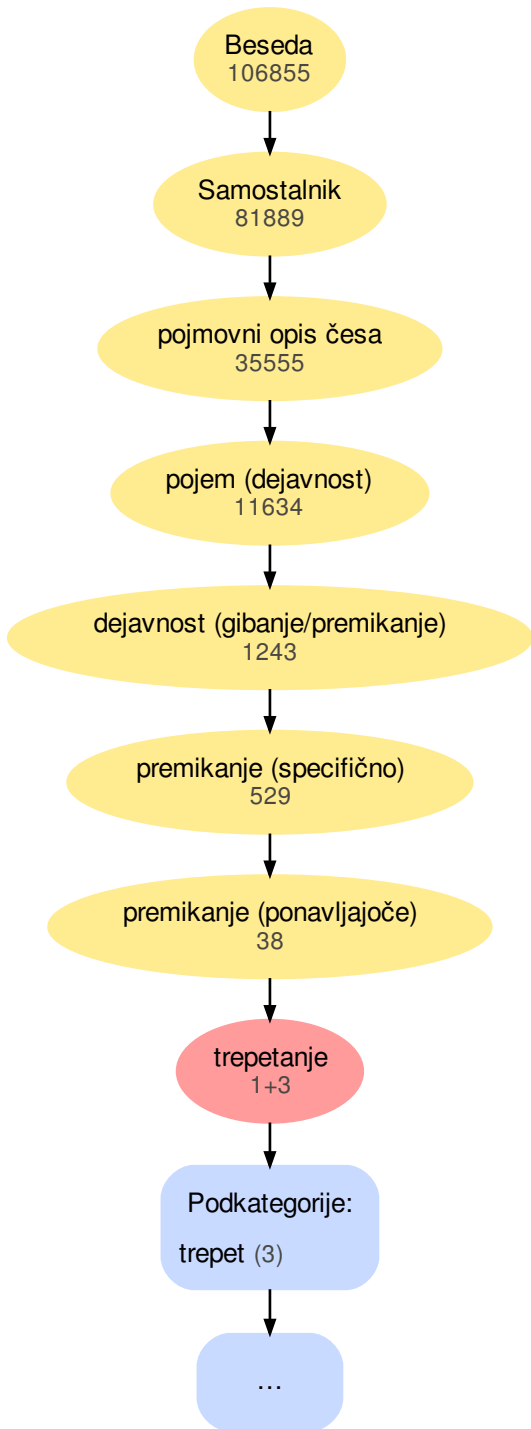 Beseda
106855
Samostalnik
81889
pojmovni opis česa
35555
pojem (dejavnost)
11634
dejavnost (gibanje/premikanje)
1243
premikanje (specifično)
529
premikanje (ponavljajoče)
38
trepetanje
1+3
Podkategorije:
trepet (3)
...